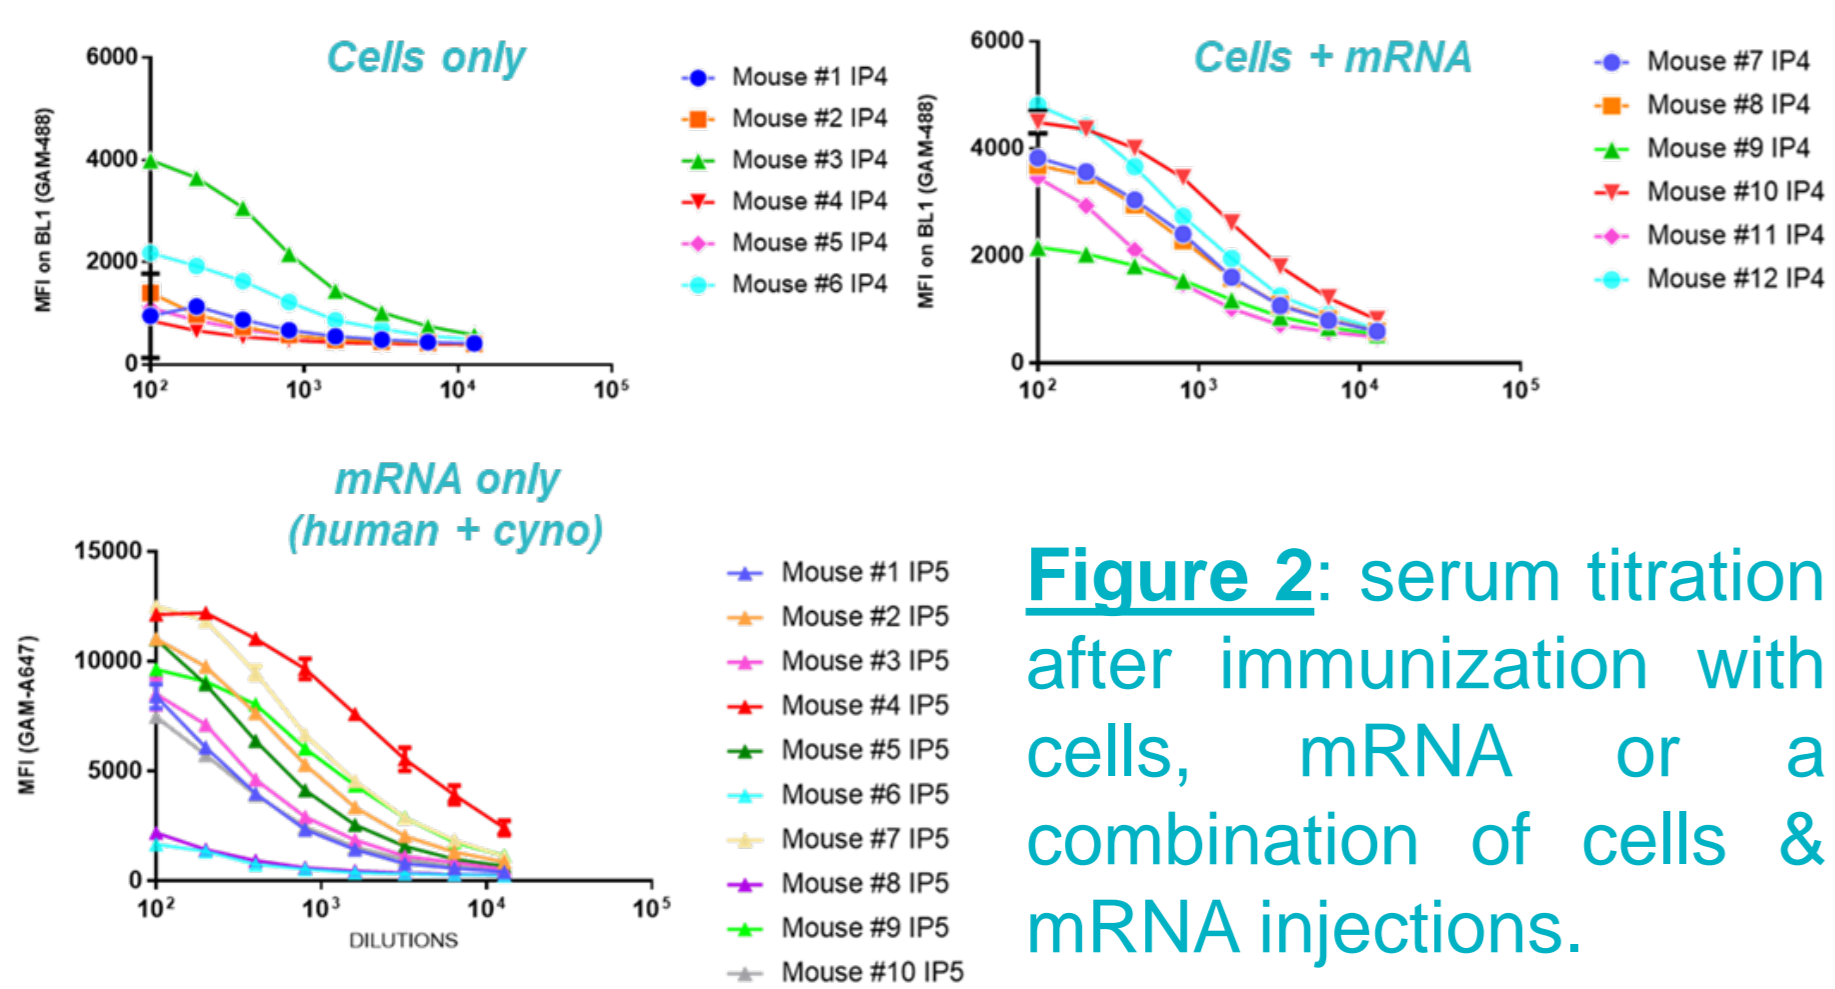 Cells only
6000
4000
2000
0
MFI on BL1 (GAM-488)
10²
10³
10⁴
10⁵
Mouse #1 IP4
Mouse #2 IP4
Mouse #3 IP4
Mouse #4 IP4
Mouse #5 IP4
Mouse #6 IP4
Cells + mRNA
6000
4000
2000
0
MFI on BL1 (GAM-488)
10²
10³
10⁴
10⁵
Mouse #7 IP4
Mouse #8 IP4
Mouse #9 IP4
Mouse #10 IP4
Mouse #11 IP4
Mouse #12 IP4
mRNA only
(human + cyno)
15000
10000
5000
0
MFI (GAM-A647)
10²
10³
10⁴
10⁵
DILUTIONS
Mouse #1 IP5
Mouse #2 IP5
Mouse #3 IP5
Mouse #4 IP5
Mouse #5 IP5
Mouse #6 IP5
Mouse #7 IP5
Mouse #8 IP5
Mouse #9 IP5
Mouse #10 IP5
Figure 2: serum titration
after immunization with
cells, mRNA or a
combination of cells &
mRNA injections.